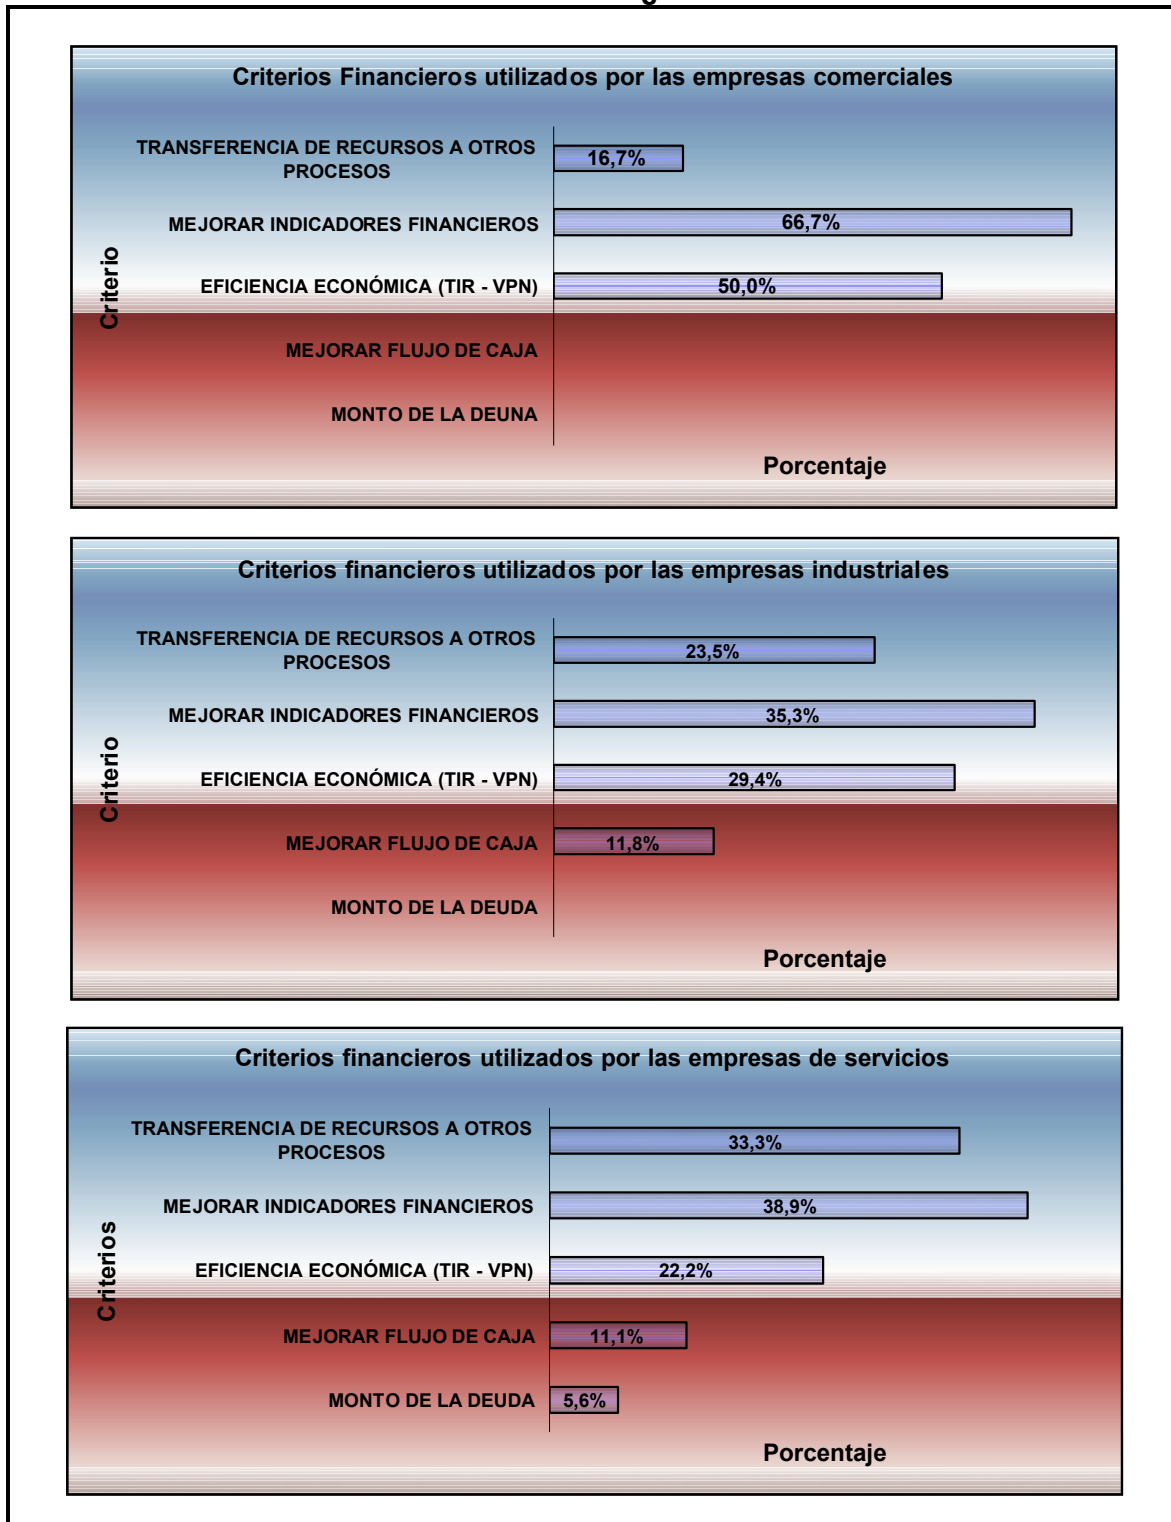 Criterios Financieros utilizados por las empresas comerciales
TRANSFERENCIA DE RECURSOS A OTROS
PROCESOS
16,7%
MEJORAR INDICADORES FINANCIEROS
66,7%
EFICIENCIA ECONÓMICA (TIR - VPN)
50,0%
MEJORAR FLUJO DE CAJA
MONTO DE LA DEUNA
Criterio
Porcentaje
Criterios financieros utilizados por las empresas industriales
TRANSFERENCIA DE RECURSOS A OTROS
PROCESOS
23,5%
MEJORAR INDICADORES FINANCIEROS
35,3%
EFICIENCIA ECONÓMICA (TIR - VPN)
29,4%
MEJORAR FLUJO DE CAJA
11,8%
MONTO DE LA DEUDA
Criterio
Porcentaje
Criterios financieros utilizados por las empresas de servicios
TRANSFERENCIA DE RECURSOS A OTROS
PROCESOS
33,3%
MEJORAR INDICADORES FINANCIEROS
38,9%
EFICIENCIA ECONÓMICA (TIR - VPN)
22,2%
MEJORAR FLUJO DE CAJA
11,1%
MONTO DE LA DEUDA
5,6%
Criterios
Porcentaje